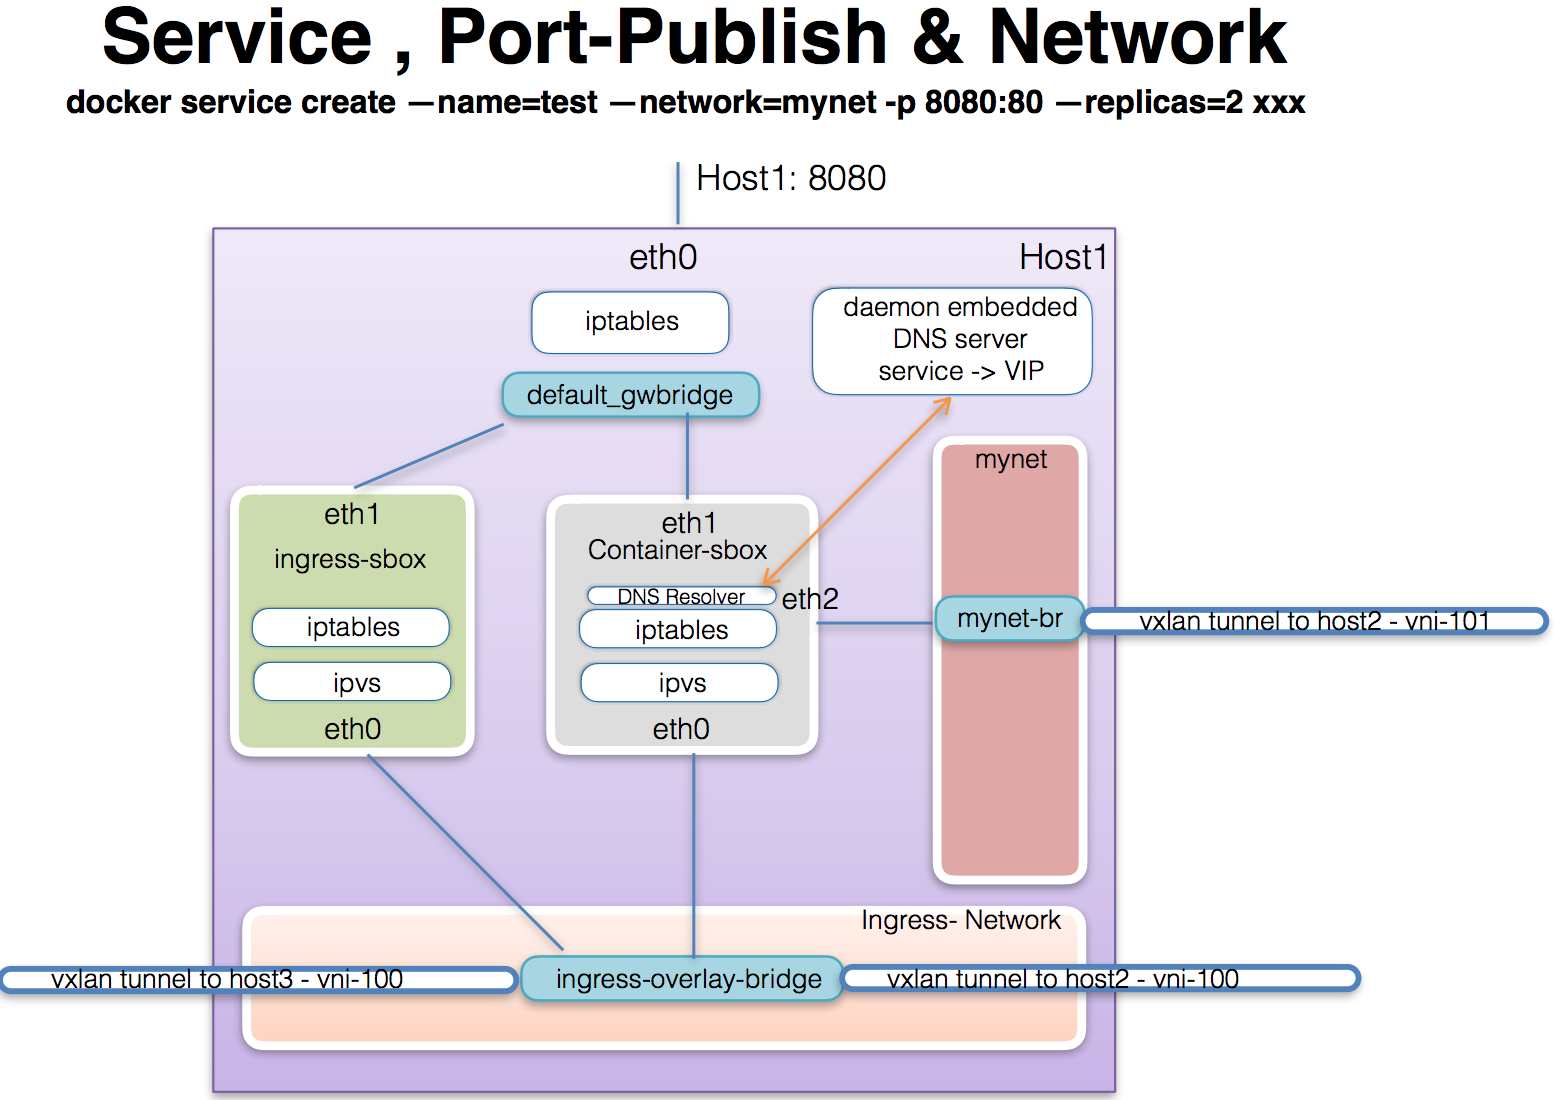 Service , Port-Publish & Network
docker service create —name=test —network=mynet -p 8080:80 —replicas=2 xxx
Host1: 8080
eth0
Host1
iptables
daemon embedded
DNS server
service -> VIP
default_gwbridge
mynet
eth1
ingress-sbox
iptables
ipvs
eth0
eth1
Container-sbox
DNS Resolver
eth2
iptables
ipvs
eth0
mynet-br
vxlan tunnel to host2 - vni-101
Ingress- Network
vxlan tunnel to host3 - vni-100
ingress-overlay-bridge
vxlan tunnel to host2 - vni-100